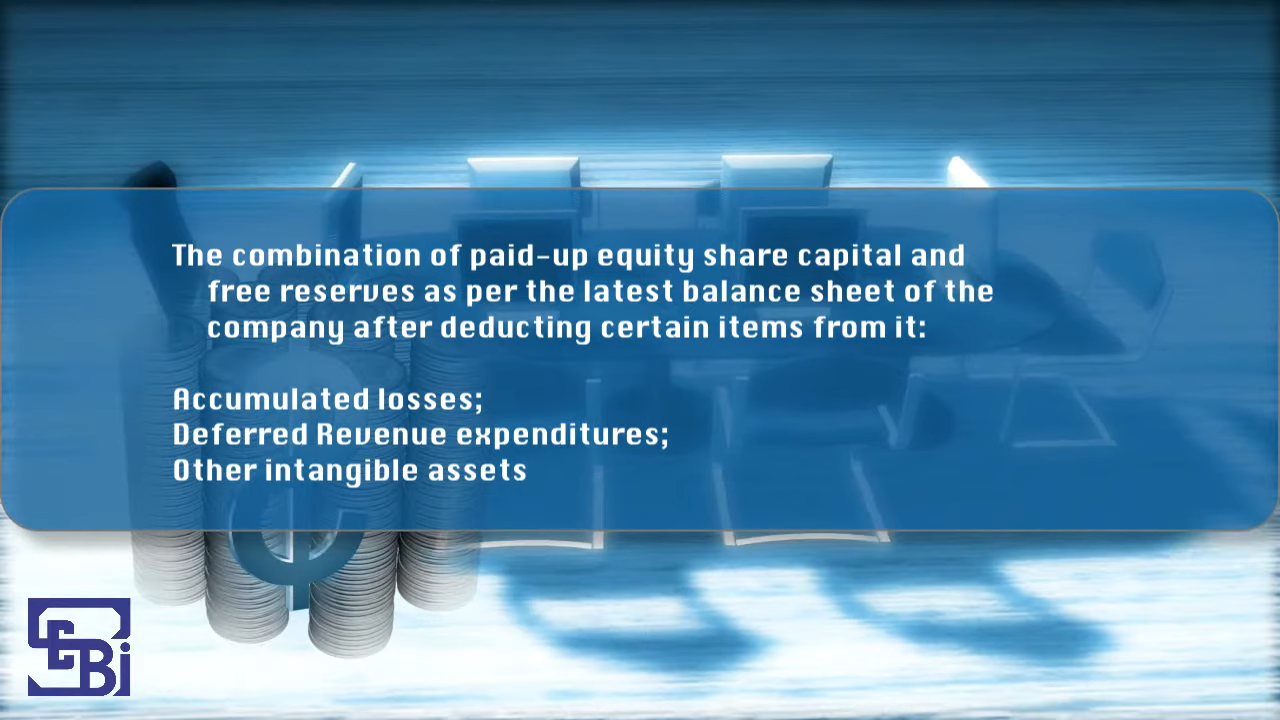 The combination of paid-up equity share capital and
free reserves as per the latest balance sheet of the
company after deducting certain items from it:
Accumulated losses;
Deferred Revenue expenditures;
Other intangible assets
SEBi